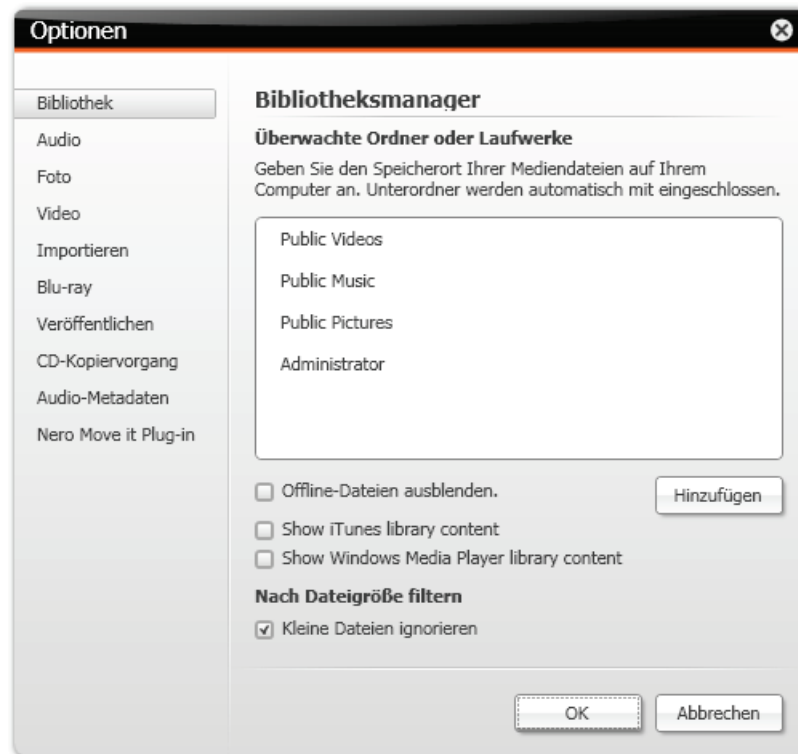 Optionen
Bibliothek
Audio
Foto
Video
Importieren
Blu-ray
Veröffentlichen
CD-Kopiervorgang
Audio-Metadaten
Nero Move it Plug-in
Bibliotheksmanager
Überwachte Ordner oder Laufwerke
Geben Sie den Speicherort Ihrer Mediendateien auf Ihrem
Computer an. Unterordner werden automatisch mit eingeschlossen.
Public Videos
Public Music
Public Pictures
Administrator
Offline-Dateien ausblenden.
Hinzufügen
Show iTunes library content
Show Windows Media Player library content
Nach Dateigröße filtern
Kleine Dateien ignorieren
OK
Abbrechen